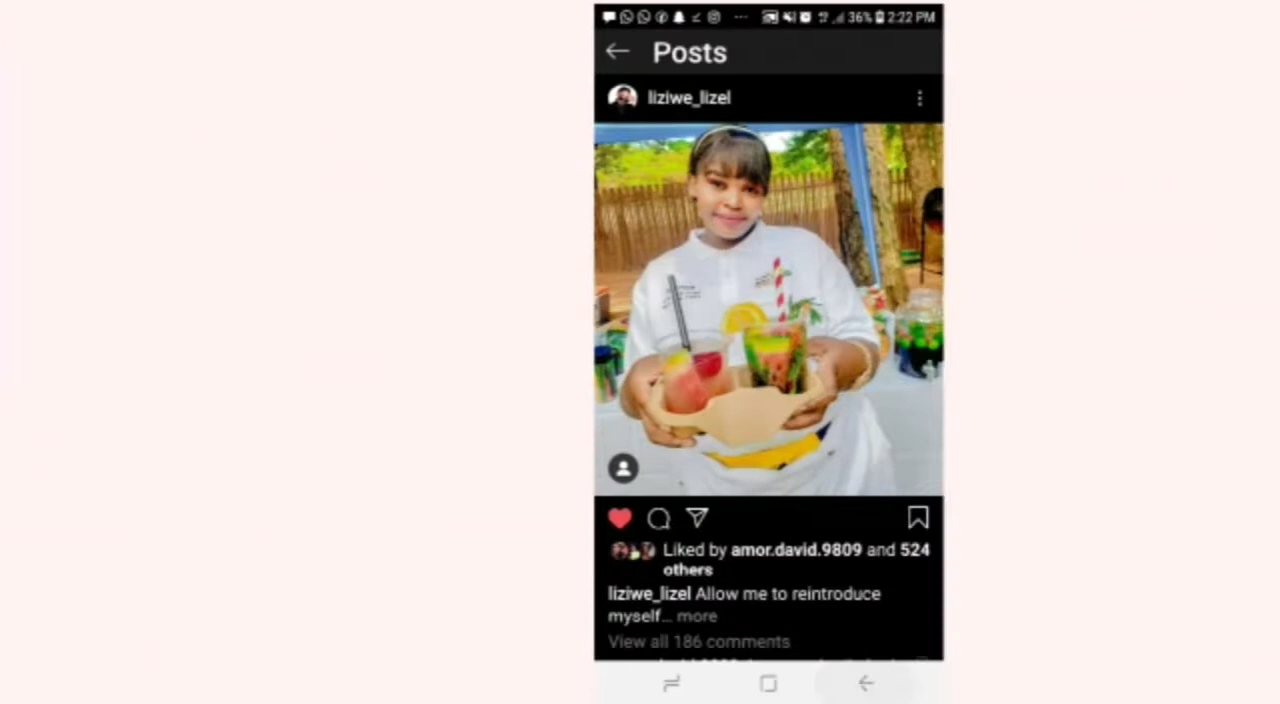 36% 2:22 PM
Posts
liziwe_lizel
Liked by amor.david.9809 and 524
others
liziwe_lizel Allow me to reintroduce
myself... more
View all 186 comments